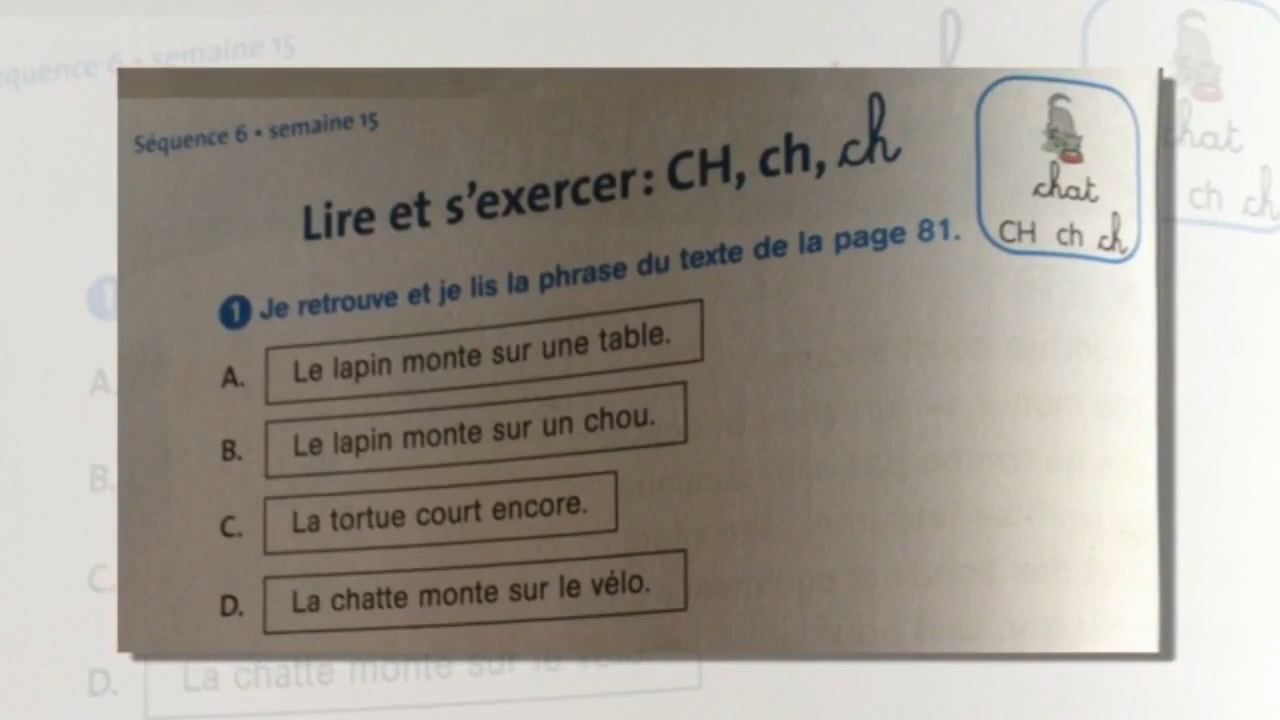 Séquence 6 • semaine 15
Lire et s'exercer : CH, ch, ch
chat
CH ch ch
1 Je retrouve et je lis la phrase du texte de la page 81.
A. Le lapin monte sur une table.
B. Le lapin monte sur un chou.
C. La tortue court encore.
D. La chatte monte sur le vélo.